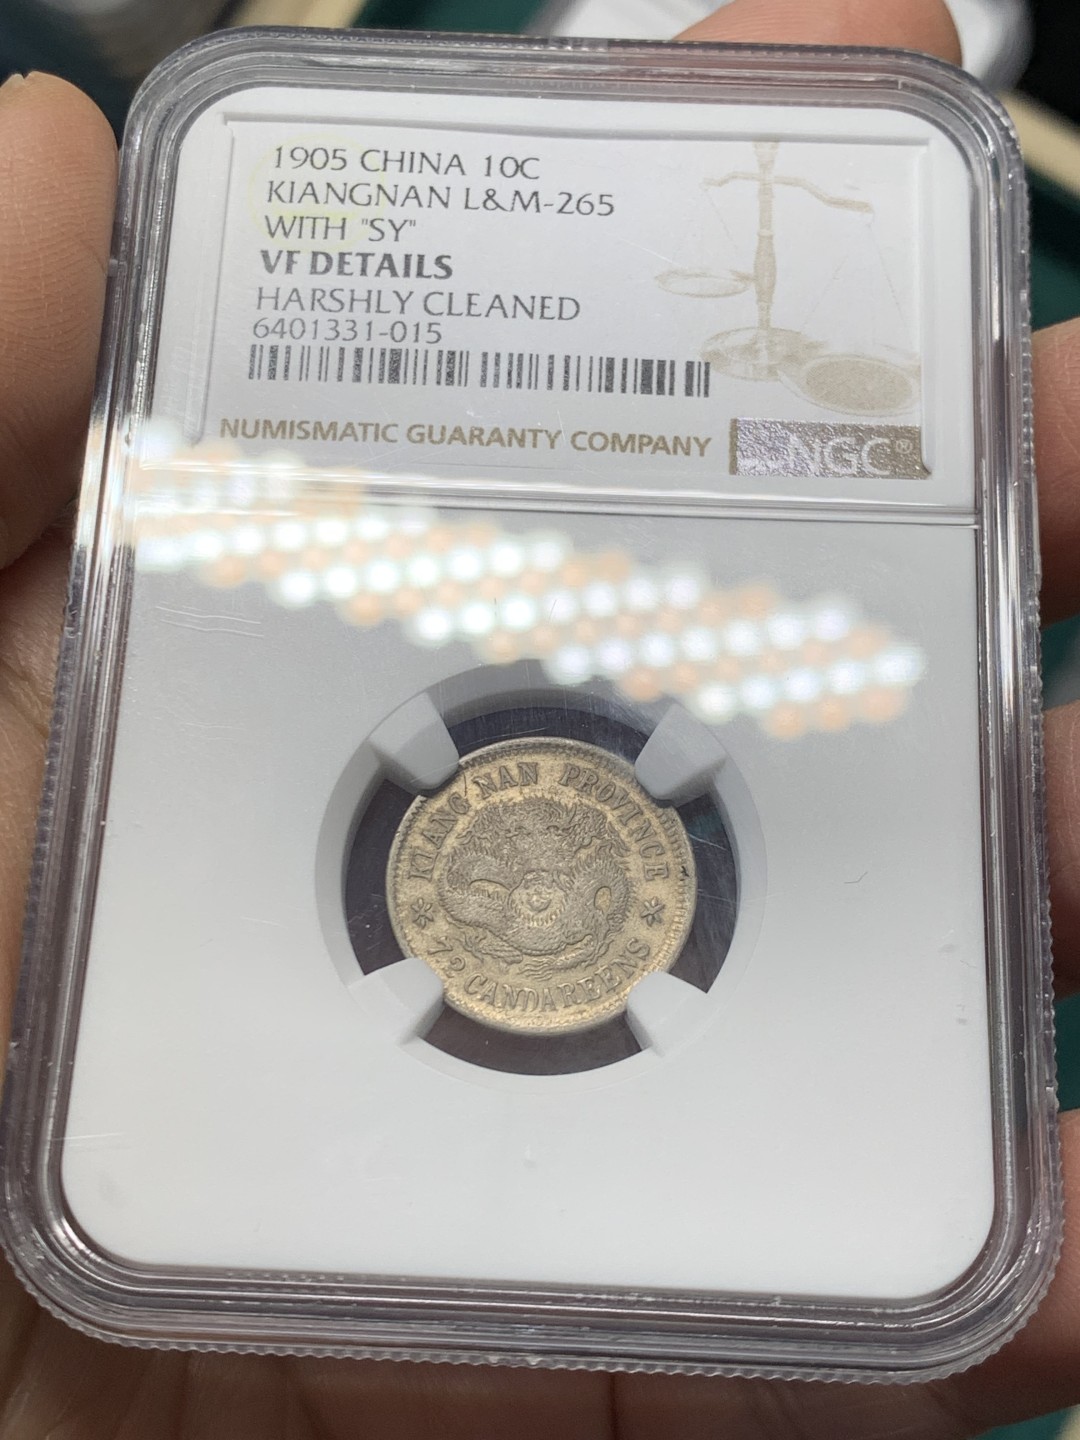 1905 CHINA 10C
KIANGNAN L&M-265
WITH "SY"
VF DETAILS
HARSHLY CLEANED
6401331-015
NUMISMATIC GUARANTY COMPANY
NGC®
KIANG NAN PROVINCE
7.2 CANDAREENS